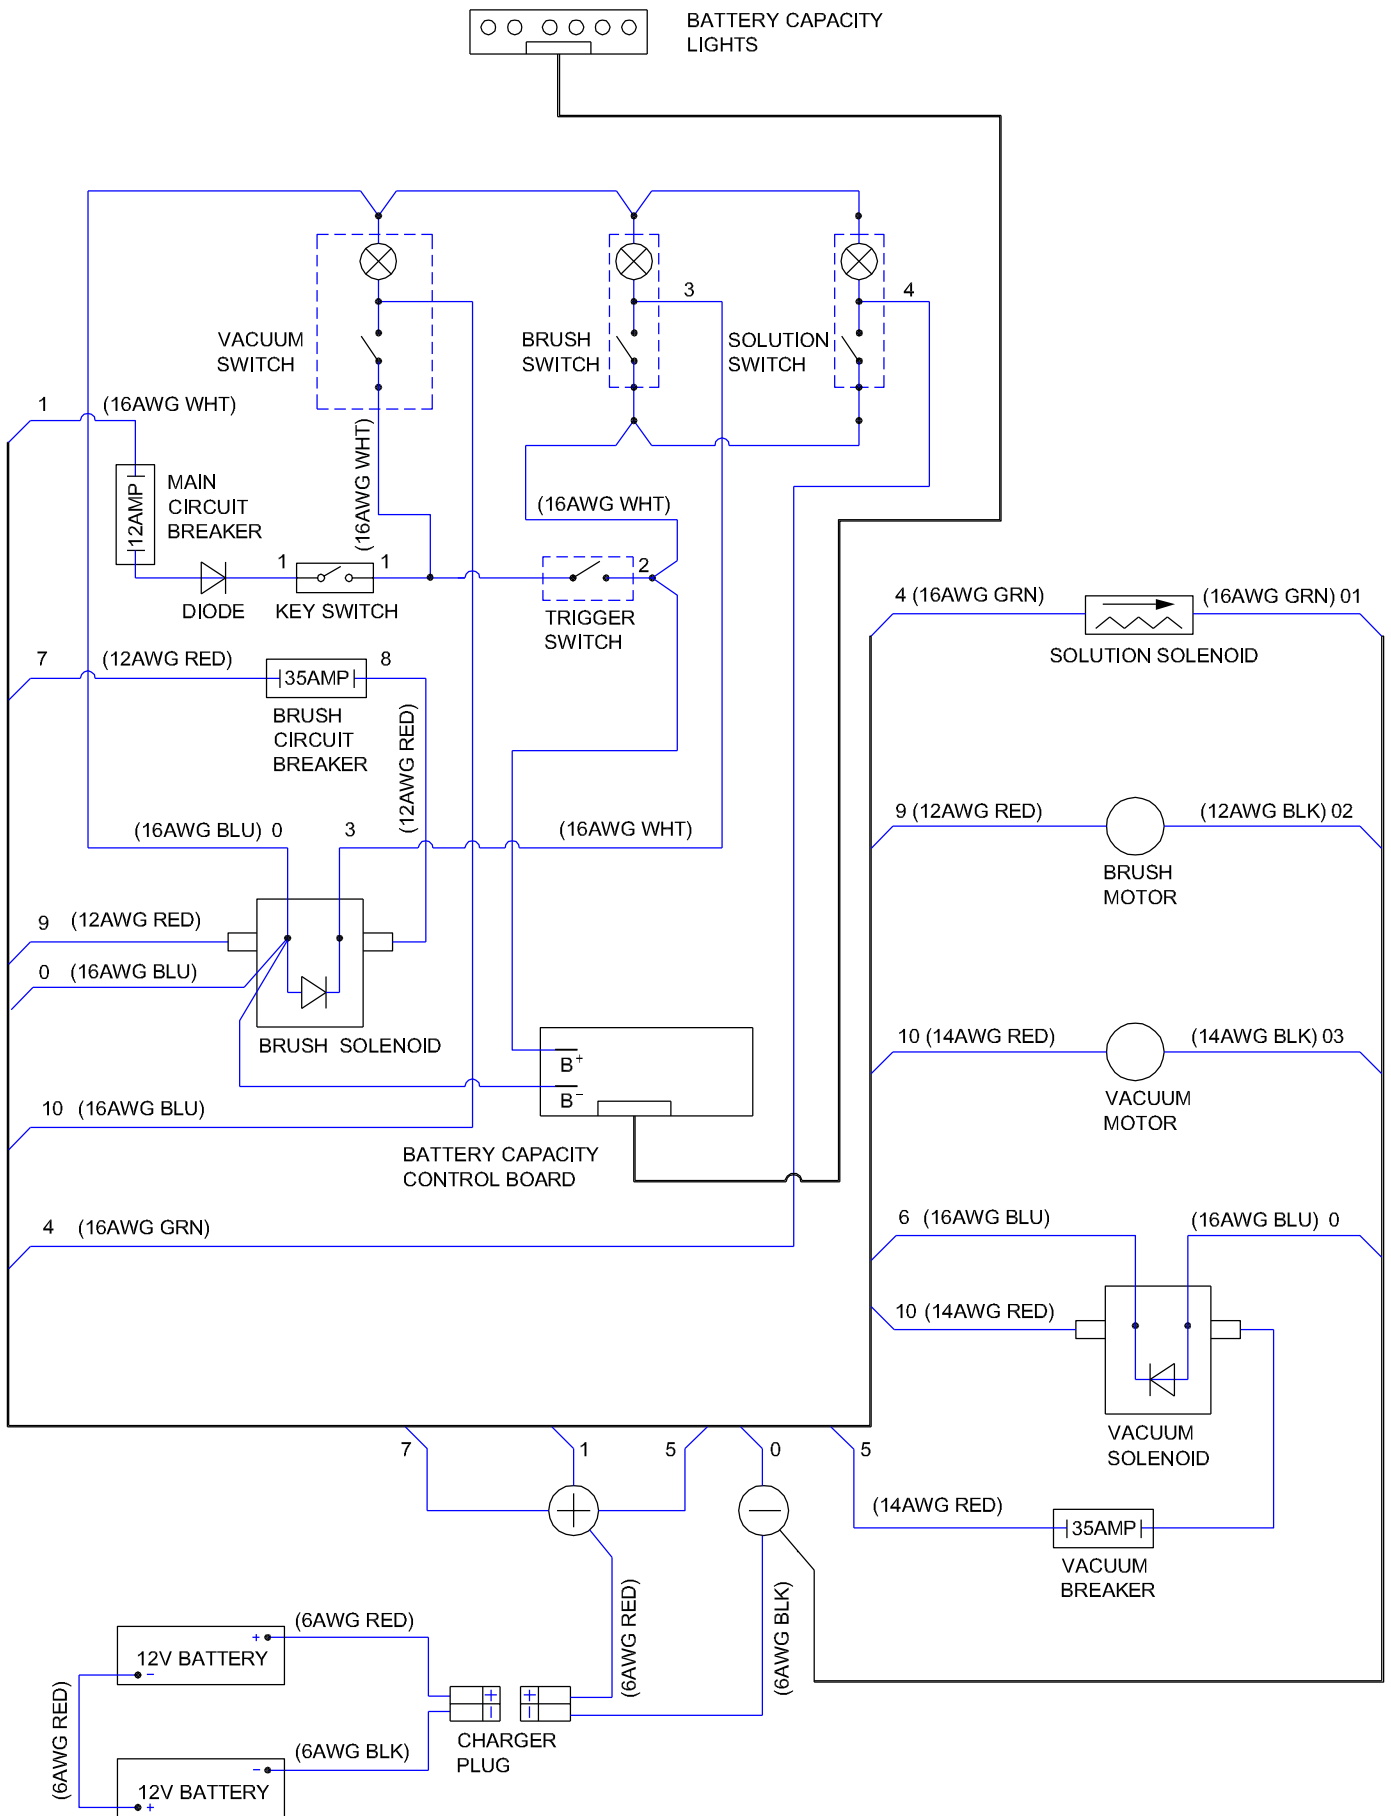 BATTERY CAPACITY
LIGHTS
3
4
VACUUM
SWITCH
BRUSH
SWITCH
SOLUTION
SWITCH
1 (16AWG WHT)
(16AWG WHT)
12AMP
MAIN
CIRCUIT
BREAKER
(16AWG WHT)
1
1
2
DIODE
KEY SWITCH
TRIGGER
SWITCH
4 (16AWG GRN)
(16AWG GRN) 01
SOLUTION SOLENOID
7 (12AWG RED)
8
35AMP
BRUSH
CIRCUIT
BREAKER
(12AWG RED)
9 (12AWG RED)
(12AWG BLK) 02
BRUSH
MOTOR
(16AWG BLU) 0
3
(16AWG WHT)
9 (12AWG RED)
0 (16AWG BLU)
BRUSH SOLENOID
B+
B-
10 (14AWG RED)
(14AWG BLK) 03
VACUUM
MOTOR
10 (16AWG BLU)
BATTERY CAPACITY
CONTROL BOARD
4 (16AWG GRN)
6 (16AWG BLU)
(16AWG BLU) 0
10 (14AWG RED)
VACUUM
SOLENOID
7
1
5
0
5
+
−
(14AWG RED)
35AMP
VACUUM
BREAKER
(6AWG RED)
(6AWG BLK)
(6AWG RED)
+
12V BATTERY
−
(6AWG RED)
+
−
+
−
CHARGER
PLUG
(6AWG BLK)
−
12V BATTERY
+